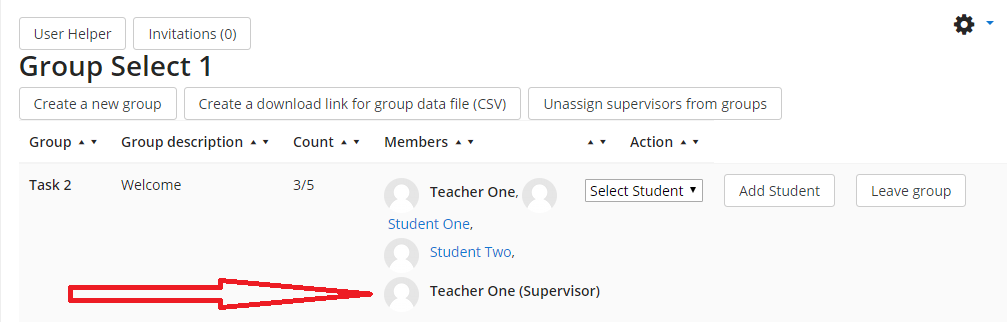 User Helper Invitations (0)
Group Select 1
Create a new group Create a download link for group data file (CSV) Unassign supervisors from groups
Group Group description Count Members Action
Task 2 Welcome 3/5 Teacher One, Select Student Add Student Leave group
Student One,
Student Two,
Teacher One (Supervisor)